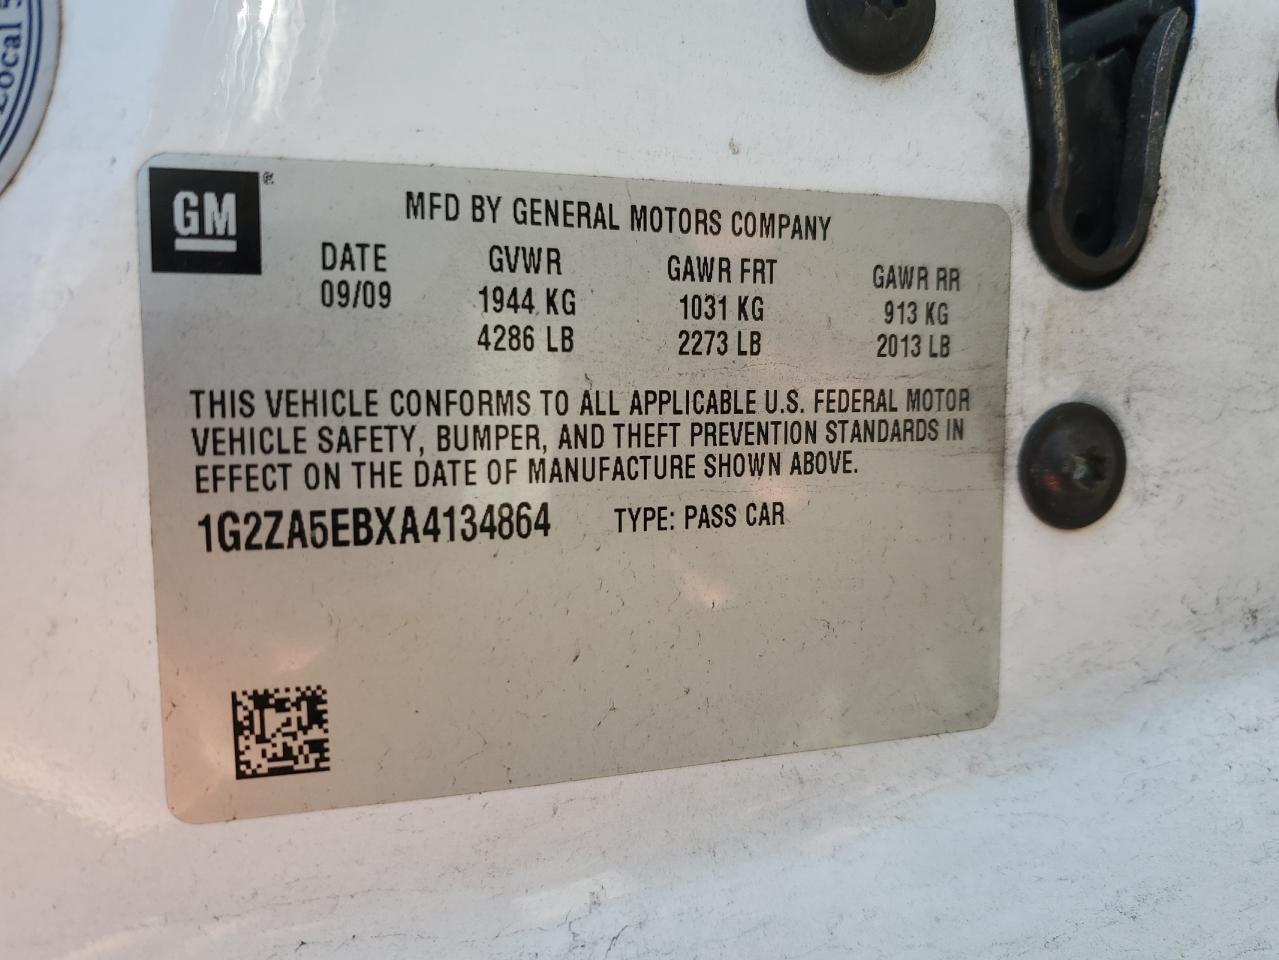 Local 5
GM ®
MFD BY GENERAL MOTORS COMPANY
DATE GVWR GAWR FRT GAWR RR
09/09 1944 KG 1031 KG 913 KG
4286 LB 2273 LB 2013 LB
THIS VEHICLE CONFORMS TO ALL APPLICABLE U.S. FEDERAL MOTOR
VEHICLE SAFETY, BUMPER, AND THEFT PREVENTION STANDARDS IN
EFFECT ON THE DATE OF MANUFACTURE SHOWN ABOVE.
1G2ZA5EBXA4134864 TYPE: PASS CAR